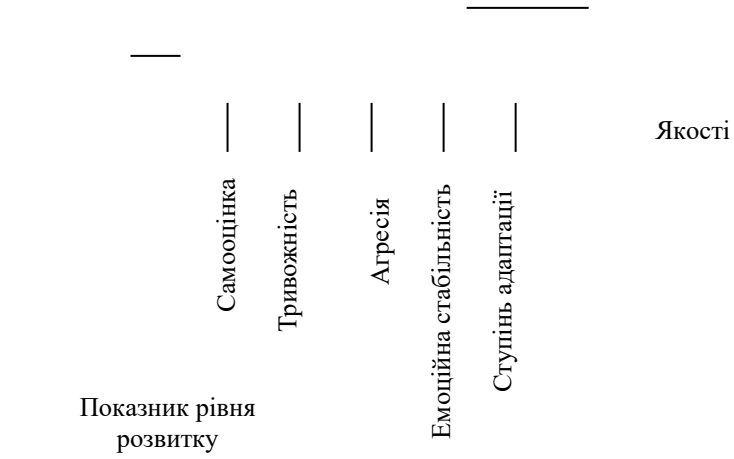 Якості
Самооцінка
Тривожність
Агресія
Емоційна стабільність
Ступінь адаптації
Показник рівня
розвитку